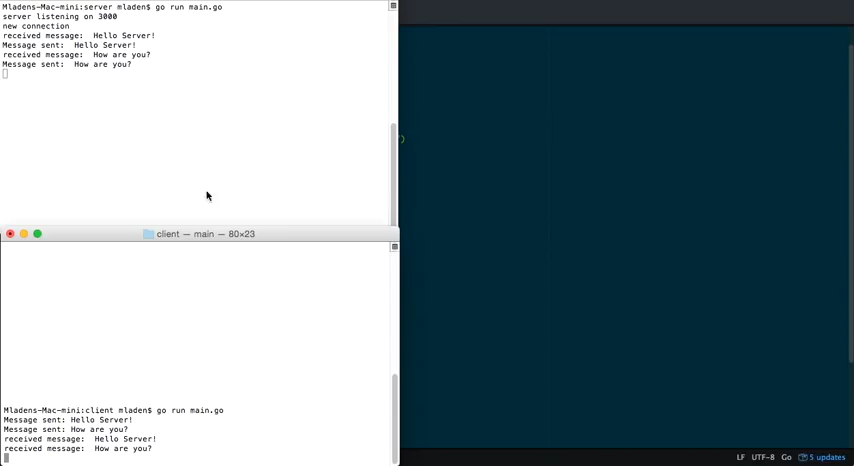 Mladens-Mac-mini:server mladen$ go run main.go
server listening on 3000
new connection
received message:  Hello Server!
Message sent:  Hello Server!
received message:  How are you?
Message sent:  How are you?
)
client — main — 80×23
Mladens-Mac-mini:client mladen$ go run main.go
Message sent: Hello Server!
Message sent: How are you?
received message:  Hello Server!
received message:  How are you?
LF UTF-8 Go 5 updates